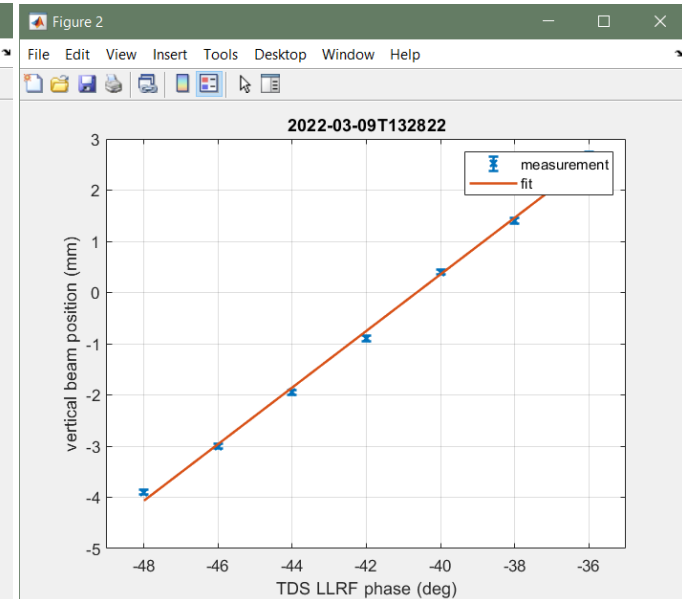 Figure 2
File Edit View Insert Tools Desktop Window Help
2022-03-09T132822
measurement
fit
3
2
1
0
-1
-2
-3
-4
-5
vertical beam position (mm)
-48 -46 -44 -42 -40 -38 -36
TDS LLRF phase (deg)